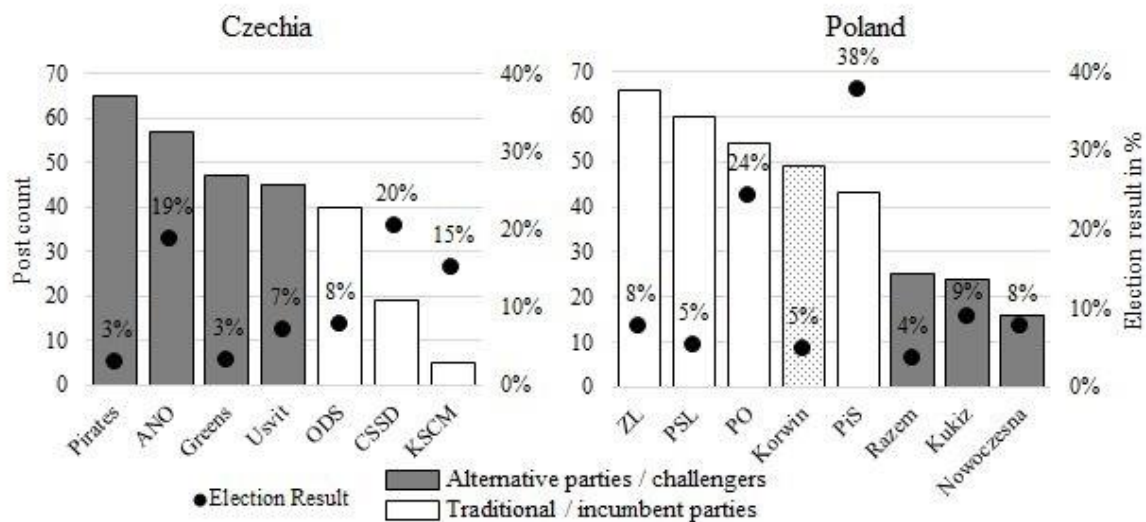 Czechia
Poland
Post count
70
60
50
40
30
20
10
0
40%
30%
20%
10%
0%
3%
19%
3%
7%
8%
20%
15%
Pirates
ANO
Greens
Usvit
ODS
CSSD
KSCM
70
60
50
40
30
20
10
0
40%
30%
20%
10%
0%
Election result in %
8%
5%
24%
5%
38%
4%
9%
8%
ZL
PSL
PO
Korwin
PiS
Razem
Kukiz
Nowoczesna
Election Result
Alternative parties / challengers
Traditional / incumbent parties